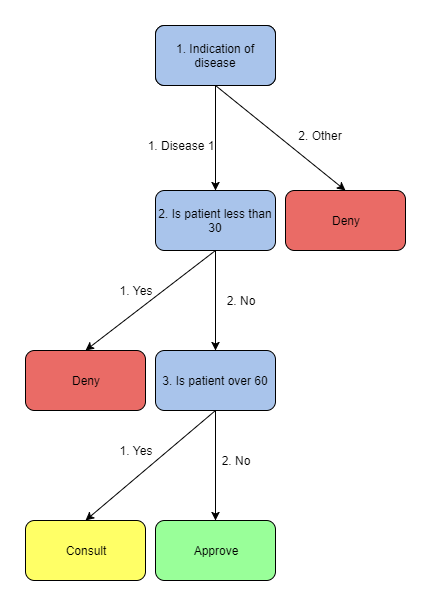 1. Indication of
disease
2. Other
1. Disease 1
2. Is patient less than
30
Deny
1. Yes
2. No
Deny
3. Is patient over 60
1. Yes
2. No
Consult
Approve